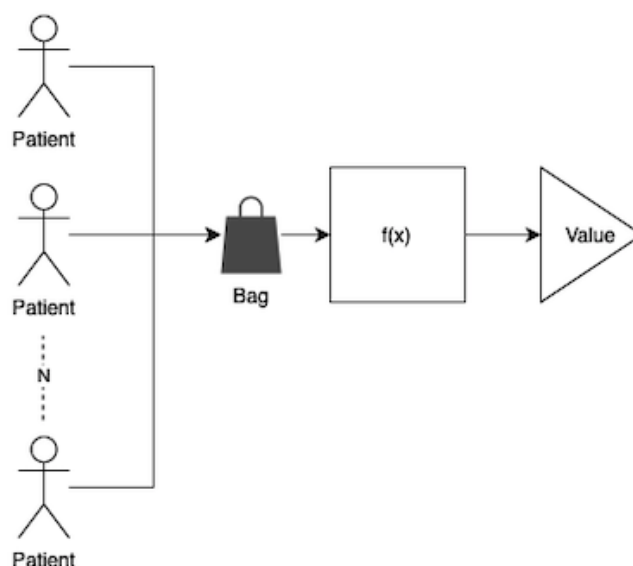 Patient
Patient
f(x)
Value
Bag
N
Patient